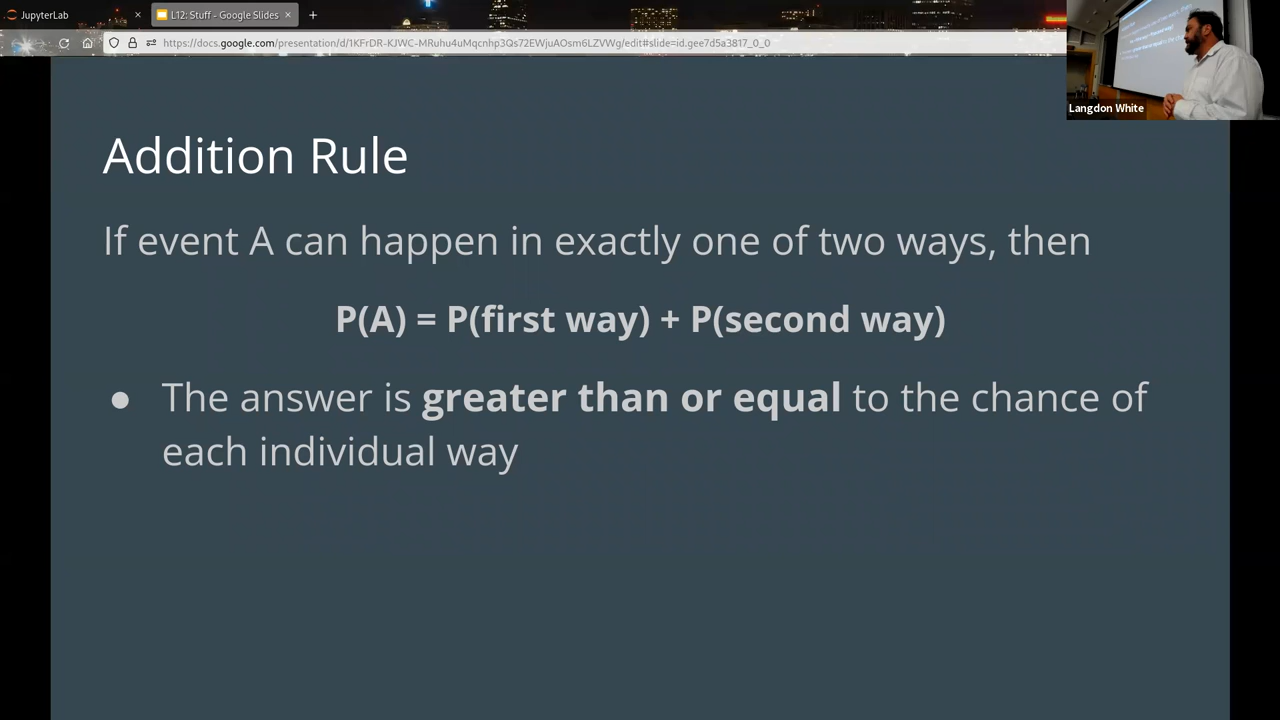 JupyterLab
L12: Stuff - Google Slides
https://docs.google.com/presentation/d/1KFrDR-KJWC-MRuhu4uMqcnhp3Qs72EWjuAOsm6LZVWg/edit#slide=id.gee7d5a3817_0_0
Langdon White
Addition Rule
If event A can happen in exactly one of two ways, then
P(A) = P(first way) + P(second way)
● The answer is greater than or equal to the chance of
each individual way